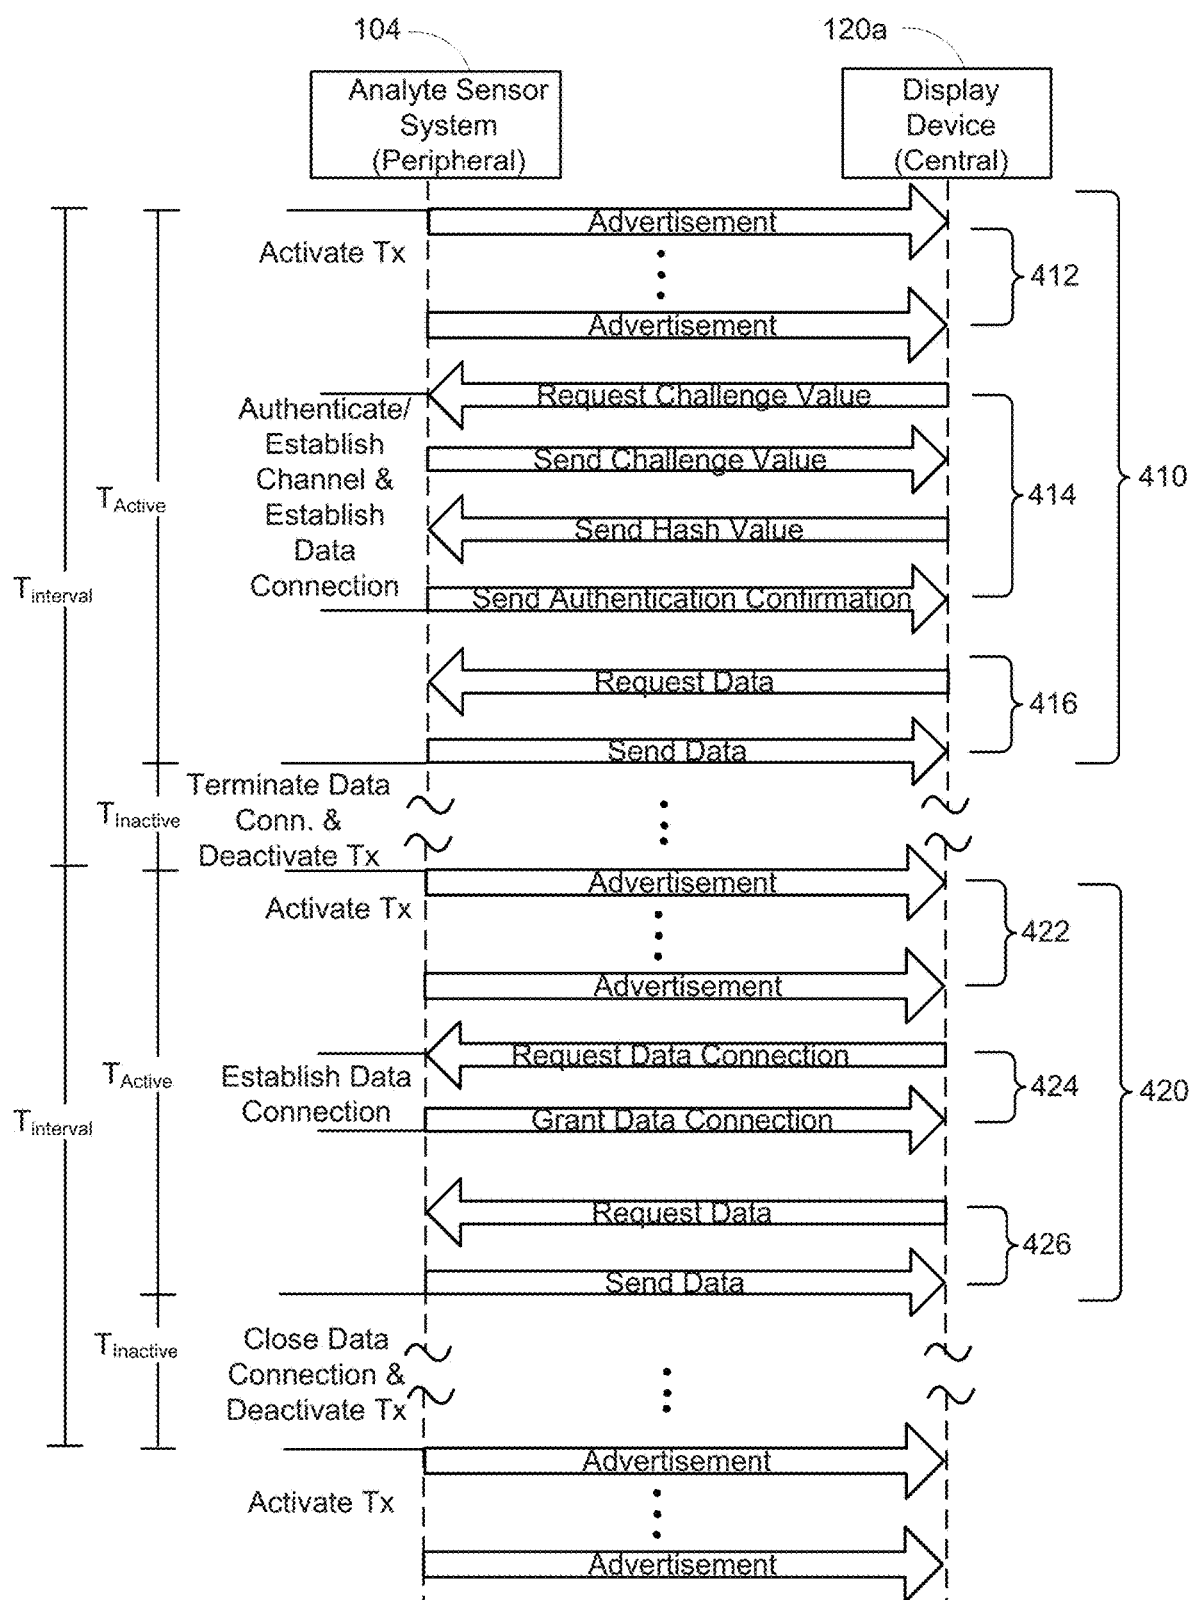 104
120a
Analyte Sensor
System
(Peripheral)
Display
Device
(Central)
Advertisement
Activate Tx
412
Advertisement
Request Challenge Value
Authenticate/
Establish
Channel &
Establish
Data
Connection
Send Challenge Value
410
414
TActive
Send Hash Value
Tinterval
Send Authentication Confirmation
Request Data
416
Send Data
Terminate Data
Conn. &
Deactivate Tx
TInactive
Advertisement
Activate Tx
422
Advertisement
Request Data Connection
TActive
Establish Data
Connection
424
420
Tinterval
Grant Data Connection
Request Data
426
Send Data
Close Data
Connection &
Deactivate Tx
TInactive
Advertisement
Activate Tx
Advertisement